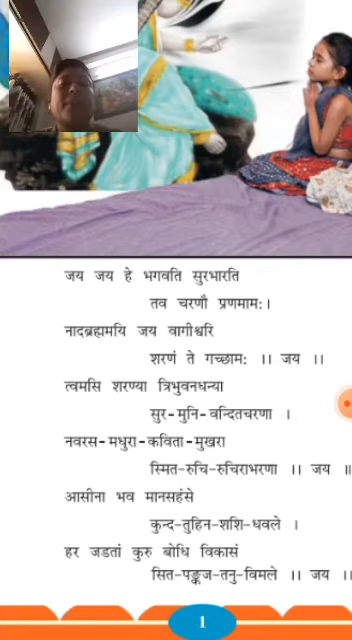 जय जय हे भगवति सुरभारति
तव चरणौ प्रणमामः।
नादब्रह्ममयि जय वागीश्वरि
शरणं ते गच्छामः ।। जय ।।
त्वमसि शरण्या त्रिभुवनधन्या
सुर-मुनि-वन्दितचरणा ।
नवरस-मधुरा-कविता-मुखरा
स्मित-रुचि-रुचिराभरणा ।। जय ॥
आसीना भव मानसहंसे
कुन्द-तुहिन-शशि-धवले ।
हर जडतां कुरु बोधि विकासं
सित-पङ्कज-तनु-विमले ।। जय ।।
1